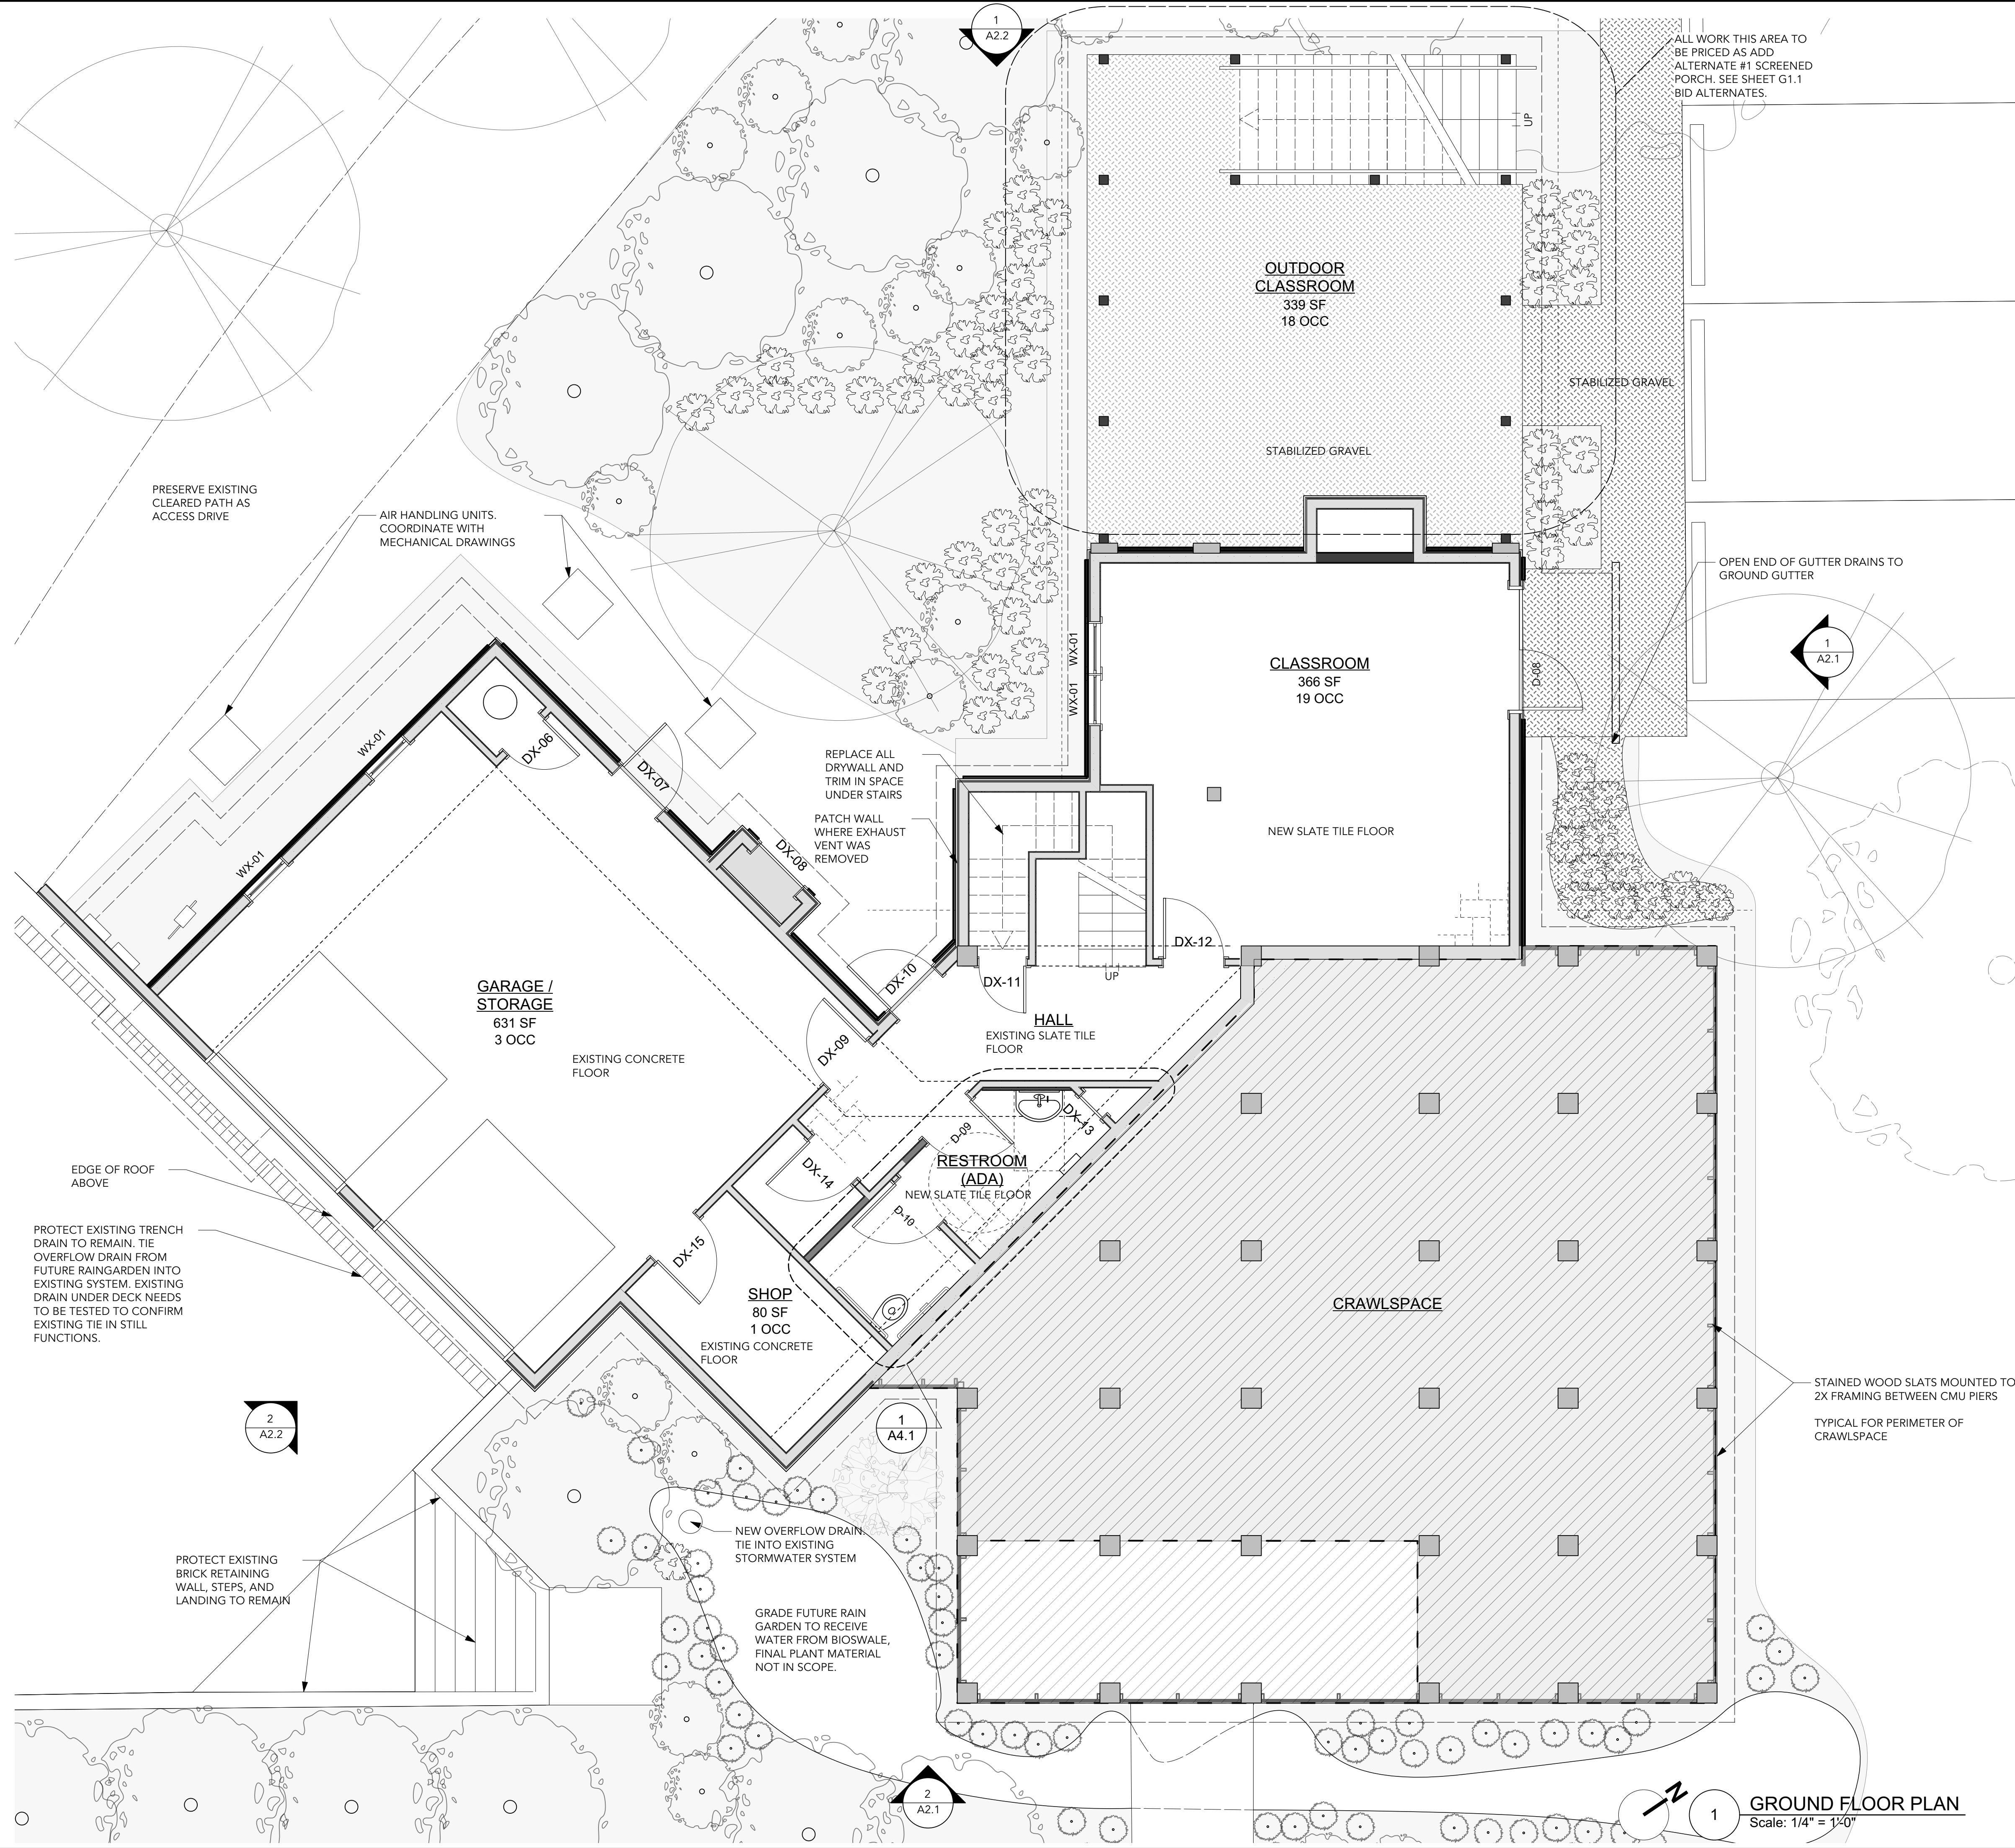 1
A2.2
ALL WORK THIS AREA TO
BE PRICED AS ADD
ALTERNATE #1 SCREENED
PORCH. SEE SHEET G1.1
BID ALTERNATES.
UP
OUTDOOR
CLASSROOM
339 SF
18 OCC
STABILIZED GRAVEL
STABILIZED GRAVEL
PRESERVE EXISTING
CLEARED PATH AS
ACCESS DRIVE
AIR HANDLING UNITS.
COORDINATE WITH
MECHANICAL DRAWINGS
OPEN END OF GUTTER DRAINS TO
GROUND GUTTER
1
A2.1
WX-01
WX-01
CLASSROOM
366 SF
19 OCC
D-08
WX-01
DX-06
DX-07
REPLACE ALL
DRYWALL AND
TRIM IN SPACE
UNDER STAIRS
PATCH WALL
WHERE EXHAUST
VENT WAS
REMOVED
NEW SLATE TILE FLOOR
WX-01
DX-08
DX-12
DX-10
DX-11
UP
GARAGE /
STORAGE
631 SF
3 OCC
HALL
EXISTING SLATE TILE
FLOOR
DX-09
EXISTING CONCRETE
FLOOR
DX-13
D-09
RESTROOM
(ADA)
NEW SLATE TILE FLOOR
DX-14
D-10
EDGE OF ROOF
ABOVE
PROTECT EXISTING TRENCH
DRAIN TO REMAIN. TIE
OVERFLOW DRAIN FROM
FUTURE RAINGARDEN INTO
EXISTING SYSTEM. EXISTING
DRAIN UNDER DECK NEEDS
TO BE TESTED TO CONFIRM
EXISTING TIE IN STILL
FUNCTIONS.
DX-15
SHOP
80 SF
1 OCC
EXISTING CONCRETE
FLOOR
CRAWLSPACE
STAINED WOOD SLATS MOUNTED TO
2X FRAMING BETWEEN CMU PIERS
TYPICAL FOR PERIMETER OF
CRAWLSPACE
2
A2.2
1
A4.1
NEW OVERFLOW DRAIN.
TIE INTO EXISTING
STORMWATER SYSTEM
PROTECT EXISTING
BRICK RETAINING
WALL, STEPS, AND
LANDING TO REMAIN
GRADE FUTURE RAIN
GARDEN TO RECEIVE
WATER FROM BIOSWALE,
FINAL PLANT MATERIAL
NOT IN SCOPE.
2
A2.1
N
1
GROUND FLOOR PLAN
Scale: 1/4" = 1'-0"